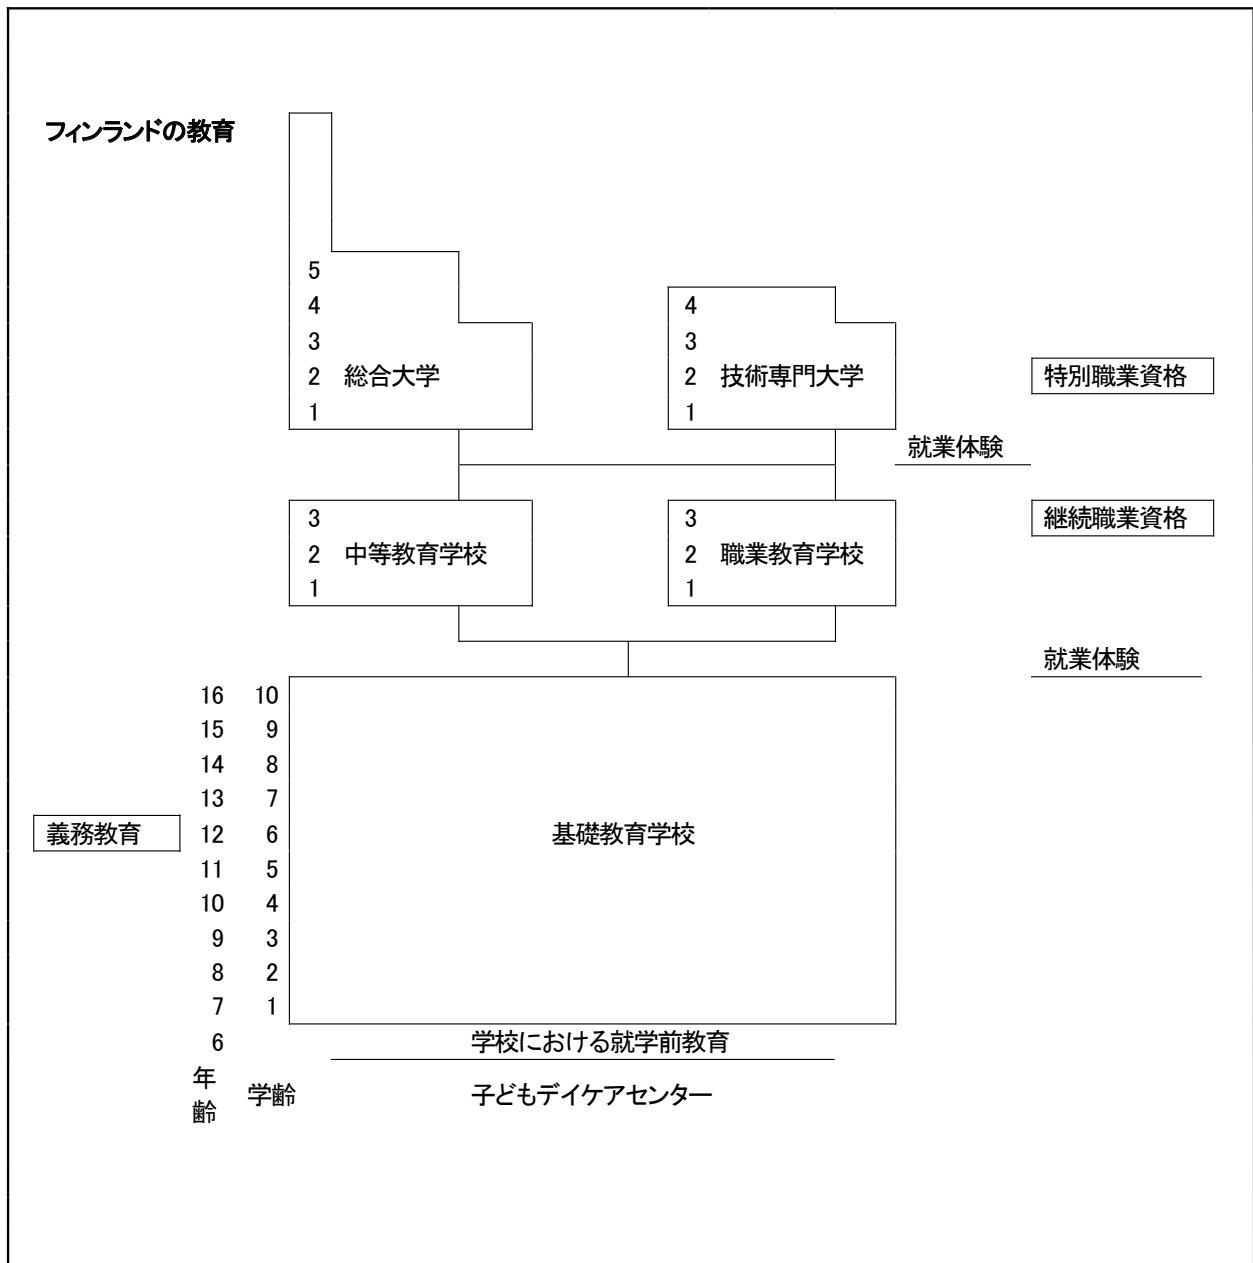 フィンランドの教育
5
4 4
3 3
2 総合大学 2 技術専門大学 特別職業資格
1 1
就業体験
3 3 継続職業資格
2 中等教育学校 2 職業教育学校
1 1
就業体験
16 10
15 9
14 8
13 7
義務教育 12 6 基礎教育学校
11 5
10 4
9 3
8 2
7 1
6 学校における就学前教育
年齢 学齢 子どもデイケアセンター